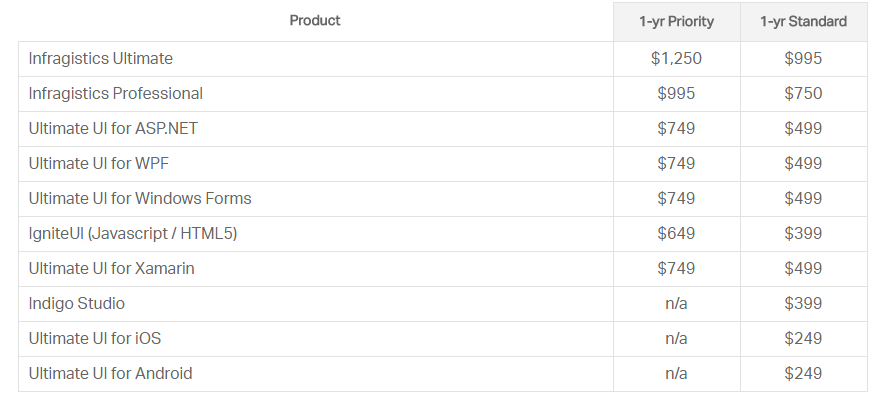 Product 1-yr Priority 1-yr Standard
Infragistics Ultimate $1,250 $995
Infragistics Professional $995 $750
Ultimate UI for ASP.NET $749 $499
Ultimate UI for WPF $749 $499
Ultimate UI for Windows Forms $749 $499
IgniteUI (Javascript / HTML5) $649 $399
Ultimate UI for Xamarin $749 $499
Indigo Studio n/a $399
Ultimate UI for iOS n/a $249
Ultimate UI for Android n/a $249